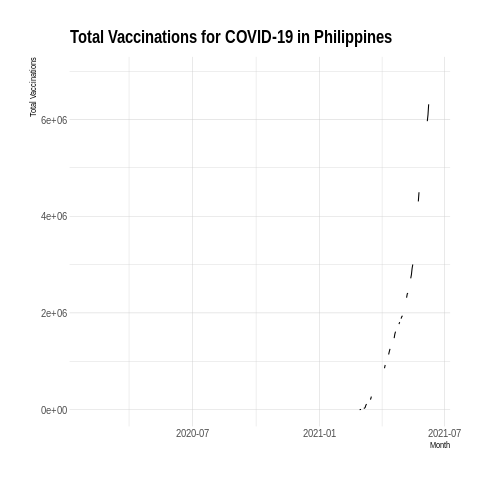 Total Vaccinations for COVID-19 in Philippines
Total Vaccinations
6e+06
4e+06
2e+06
0e+00
2020-07
2021-01
2021-07
Month